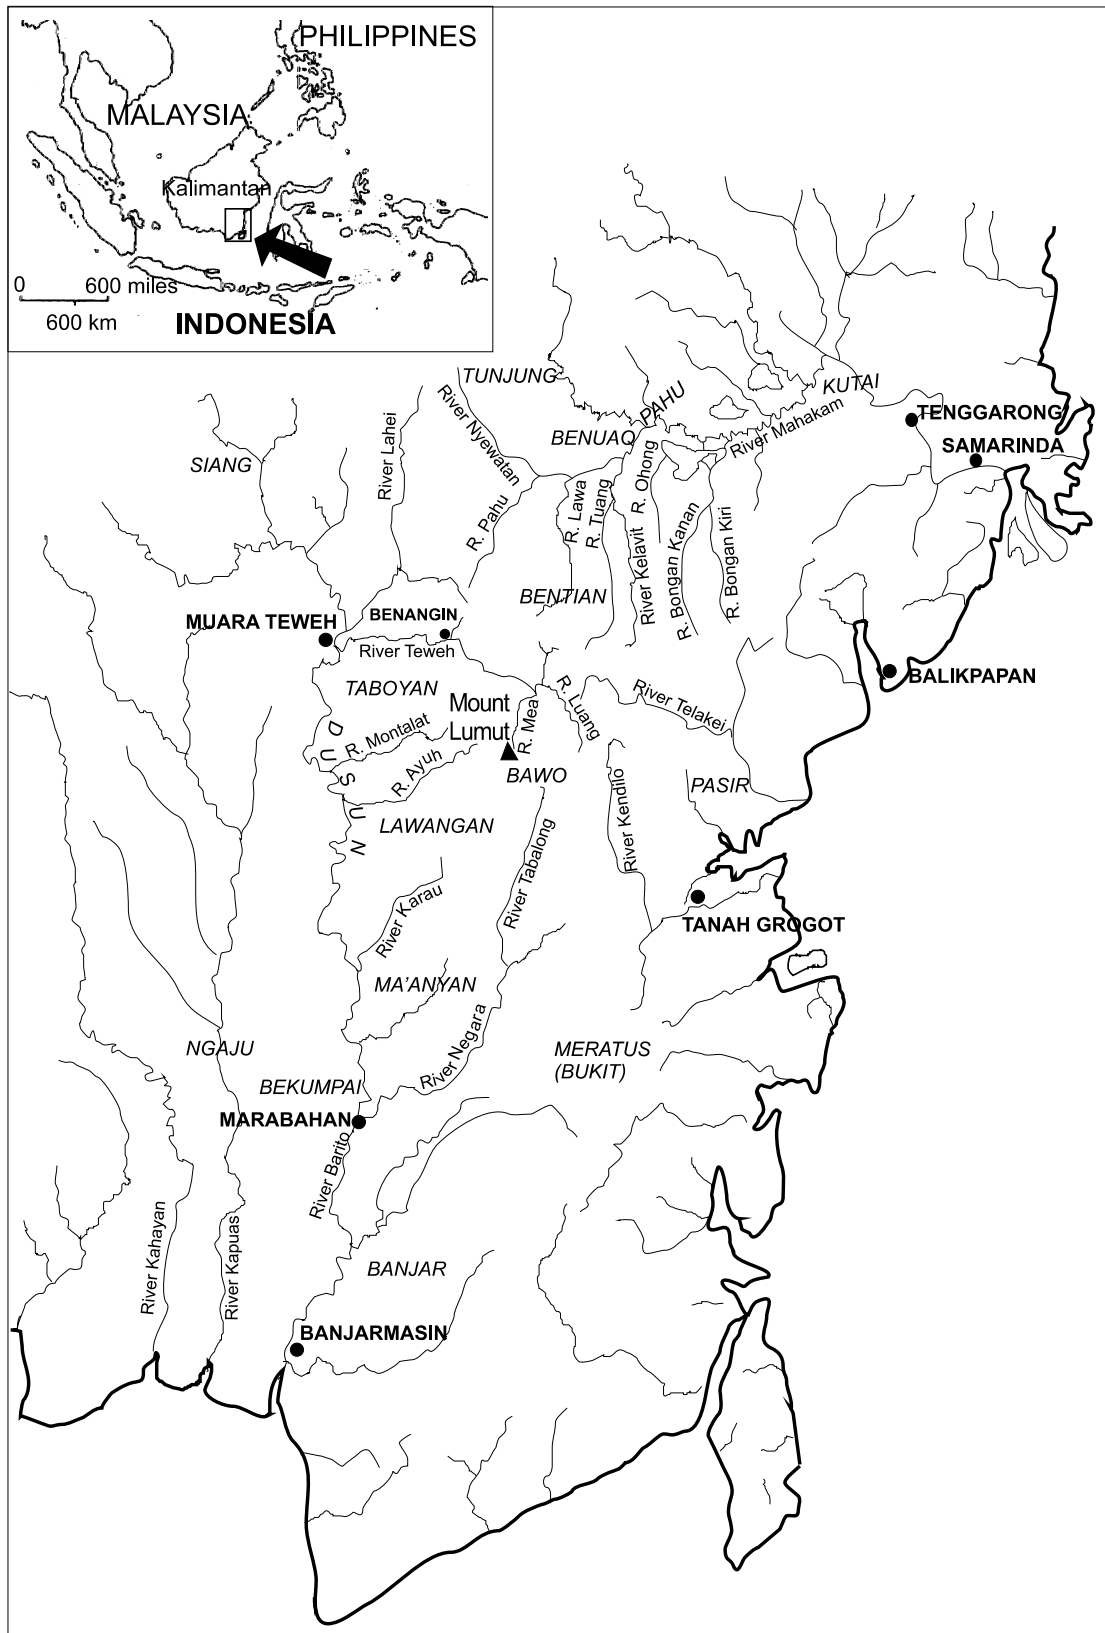 PHILIPPINES
MALAYSIA
Kalimantan
0
600 miles
600 km
INDONESIA
TUNJUNG
KUTAI
PAHU
TENGGARONG
BENUAQ
River Mahakam
SAMARINDA
SIANG
River Lahei
River Nyewatan
R. Pahu
R. Lawa
R. Tuang
R. Ohong
River Kelavit
R. Bongan Kanan
R. Bongan Kiri
BENTIAN
MUARA TEWEH
BENANGIN
River Teweh
BALIKPAPAN
TABOYAN
Mount
Lumut
R. Mea
R. Luang
River Telakei
DUSUN
R. Montalat
R. Ayuh
BAWO
PASIR
LAWANGAN
River Kendilo
River Tabalong
River Karau
TANAH GROGOT
MA'ANYAN
NGAJU
River Negara
MERATUS
(BUKIT)
BEKUMPAI
MARABAHAN
River Barito
River Kahayan
River Kapuas
BANJAR
BANJARMASIN